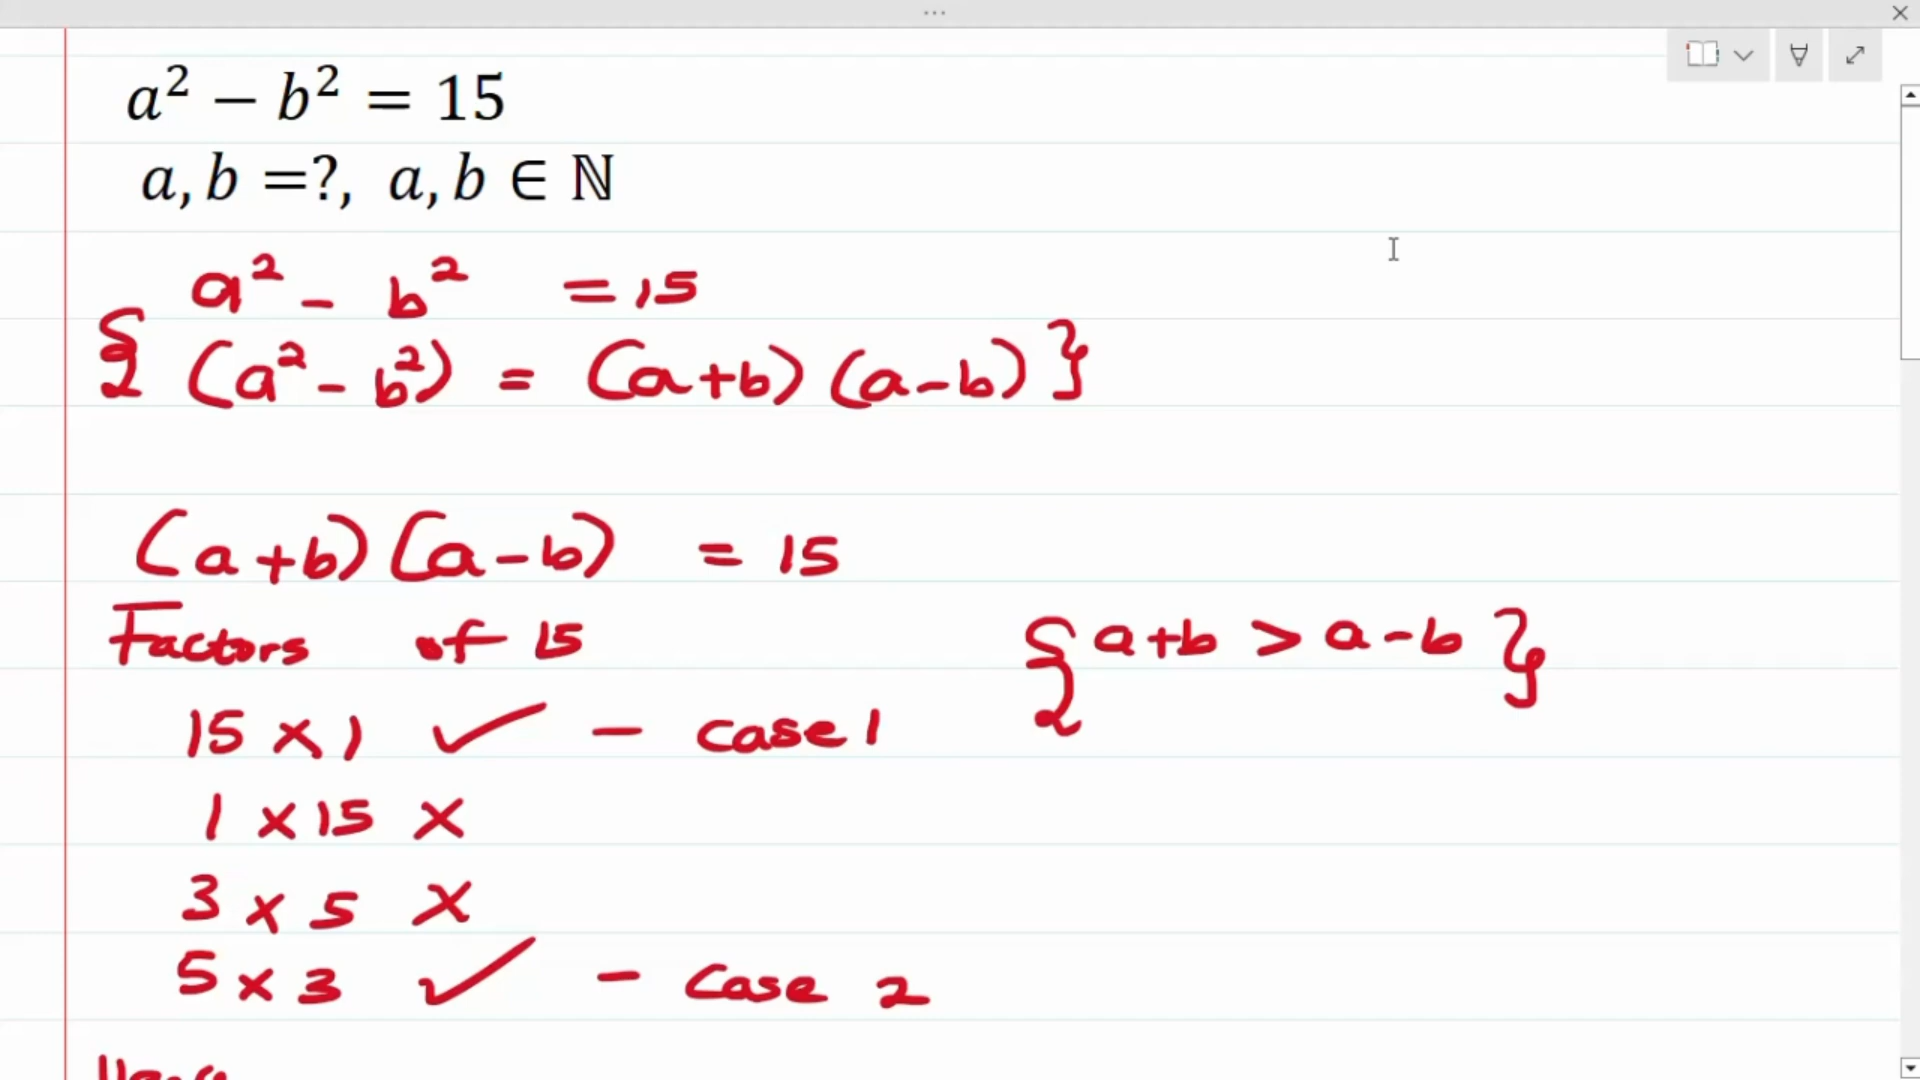 a² − b² = 15
a, b =?, a, b ∈ ℕ
a² - b² = 15
{ (a² - b²) = (a+b) (a-b) }
(a+b) (a-b) = 15
Factors of 15
{ a+b > a-b }
15 x 1 ✓ - case 1
1 x 15 x
3 x 5 x
5 x 3 ✓ - case 2